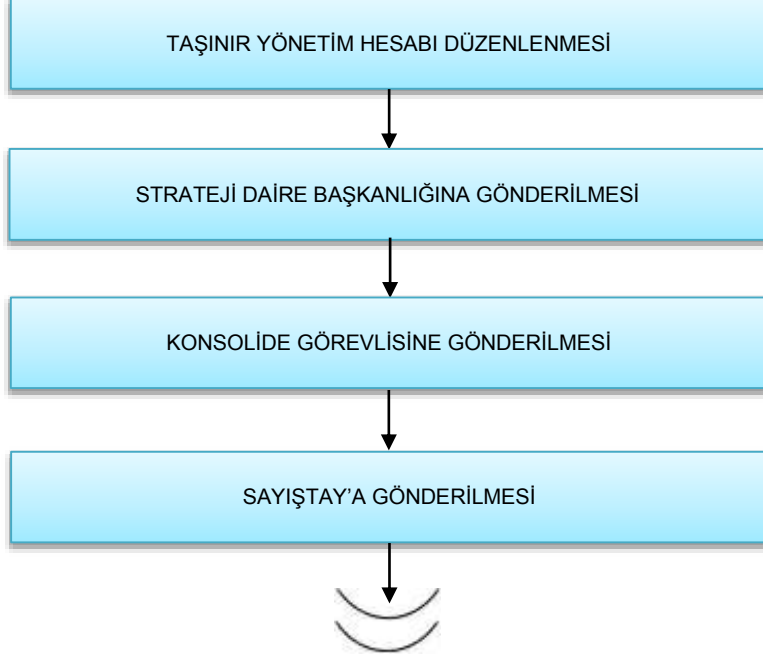 TAŞINIR YÖNETİM HESABI DÜZENLENMESİ
STRATEJİ DAİRE BAŞKANLIĞINA GÖNDERİLMESİ
KONSOLİDE GÖREVLİSİNE GÖNDERİLMESİ
SAYIŞTAY’A GÖNDERİLMESİ